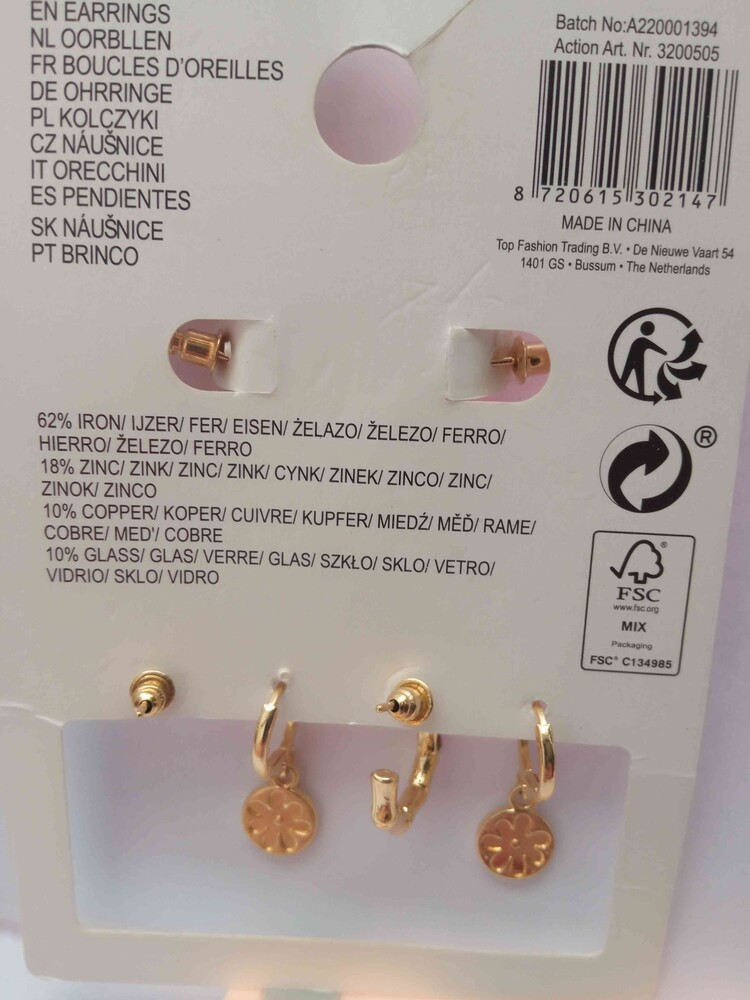 EN EARRINGS
NL OORBLLEN
FR BOUCLES D'OREILLES
DE OHRRINGE
PL KOLCZYKI
CZ NÁUŠNICE
IT ORECCHINI
ES PENDIENTES
SK NÁUŠNICE
PT BRINCO
Batch No:A220001394
Action Art. Nr. 3200505
8 720615 302147
MADE IN CHINA
Top Fashion Trading B.V. • De Nieuwe Vaart 54
1401 GS • Bussum • The Netherlands
62% IRON/ IJZER/ FER/ EISEN/ ŻELAZO/ ŽELEZO/ FERRO/
HIERRO/ ŽELEZO/ FERRO
18% ZINC/ ZINK/ ZINC/ ZINK/ CYNK/ ZINEK/ ZINCO/ ZINC/
ZINOK/ ZINCO
10% COPPER/ KOPER/ CUIVRE/ KUPFER/ MIEDŹ/ MĚĎ/ RAME/
COBRE/ MED'/ COBRE
10% GLASS/ GLAS/ VERRE/ GLAS/ SZKŁO/ SKLO/ VETRO/
VIDRIO/ SKLO/ VIDRO
®
®
FSC
www.fsc.org
MIX
Packaging
FSC® C134985